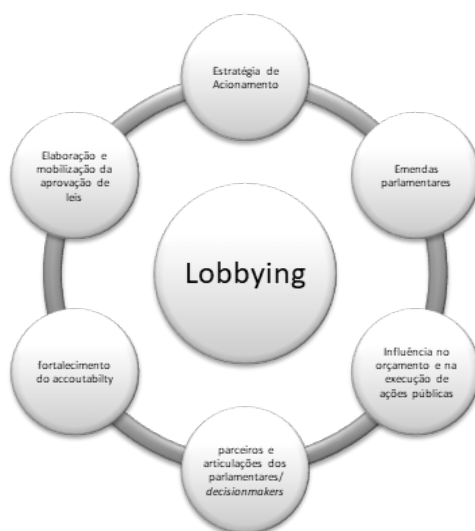 Estratégia de
Acionamento
Emendas
parlamentares
Influência no
orçamento e na
execução de
ações públicas
parceiros e
articulações dos
parlamentares/
decisionmakers
fortalecimento
do accoutabilty
Elaboração e
mobilização da
aprovação de
leis
Lobbying